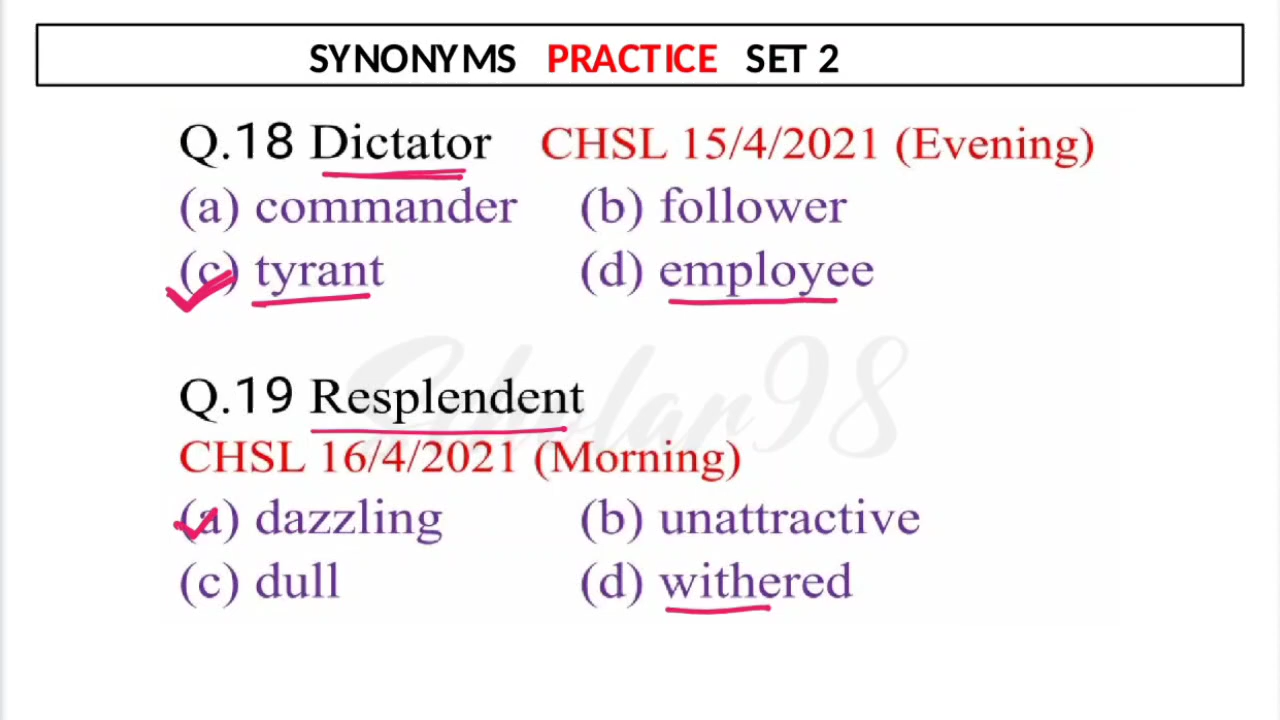 SYNONYMS PRACTICE SET 2
Q.18 Dictator CHSL 15/4/2021 (Evening)
(a) commander (b) follower
(c) tyrant (d) employee
Scholar98
Q.19 Resplendent
CHSL 16/4/2021 (Morning)
(a) dazzling (b) unattractive
(c) dull (d) withered